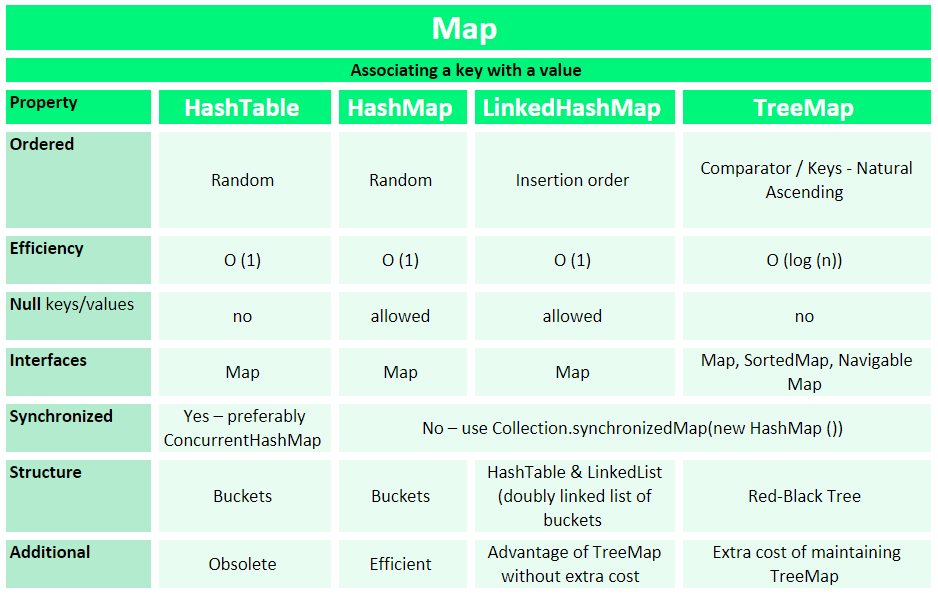 Map
Associating a key with a value
Property HashTable HashMap LinkedHashMap TreeMap
Ordered
Random Random Insertion order Comparator / Keys - Natural
Ascending
Efficiency
O (1) O (1) O (1) O (log (n))
Null keys/values
no allowed allowed no
Interfaces
Map Map Map Map, SortedMap, Navigable
Map
Synchronized
Yes – preferably
ConcurrentHashMap
No – use Collection.synchronizedMap(new HashMap ())
Structure
Buckets Buckets HashTable & LinkedList
(doubly linked list of
buckets
Red-Black Tree
Additional
Obsolete Efficient Advantage of TreeMap
without extra cost
Extra cost of maintaining
TreeMap